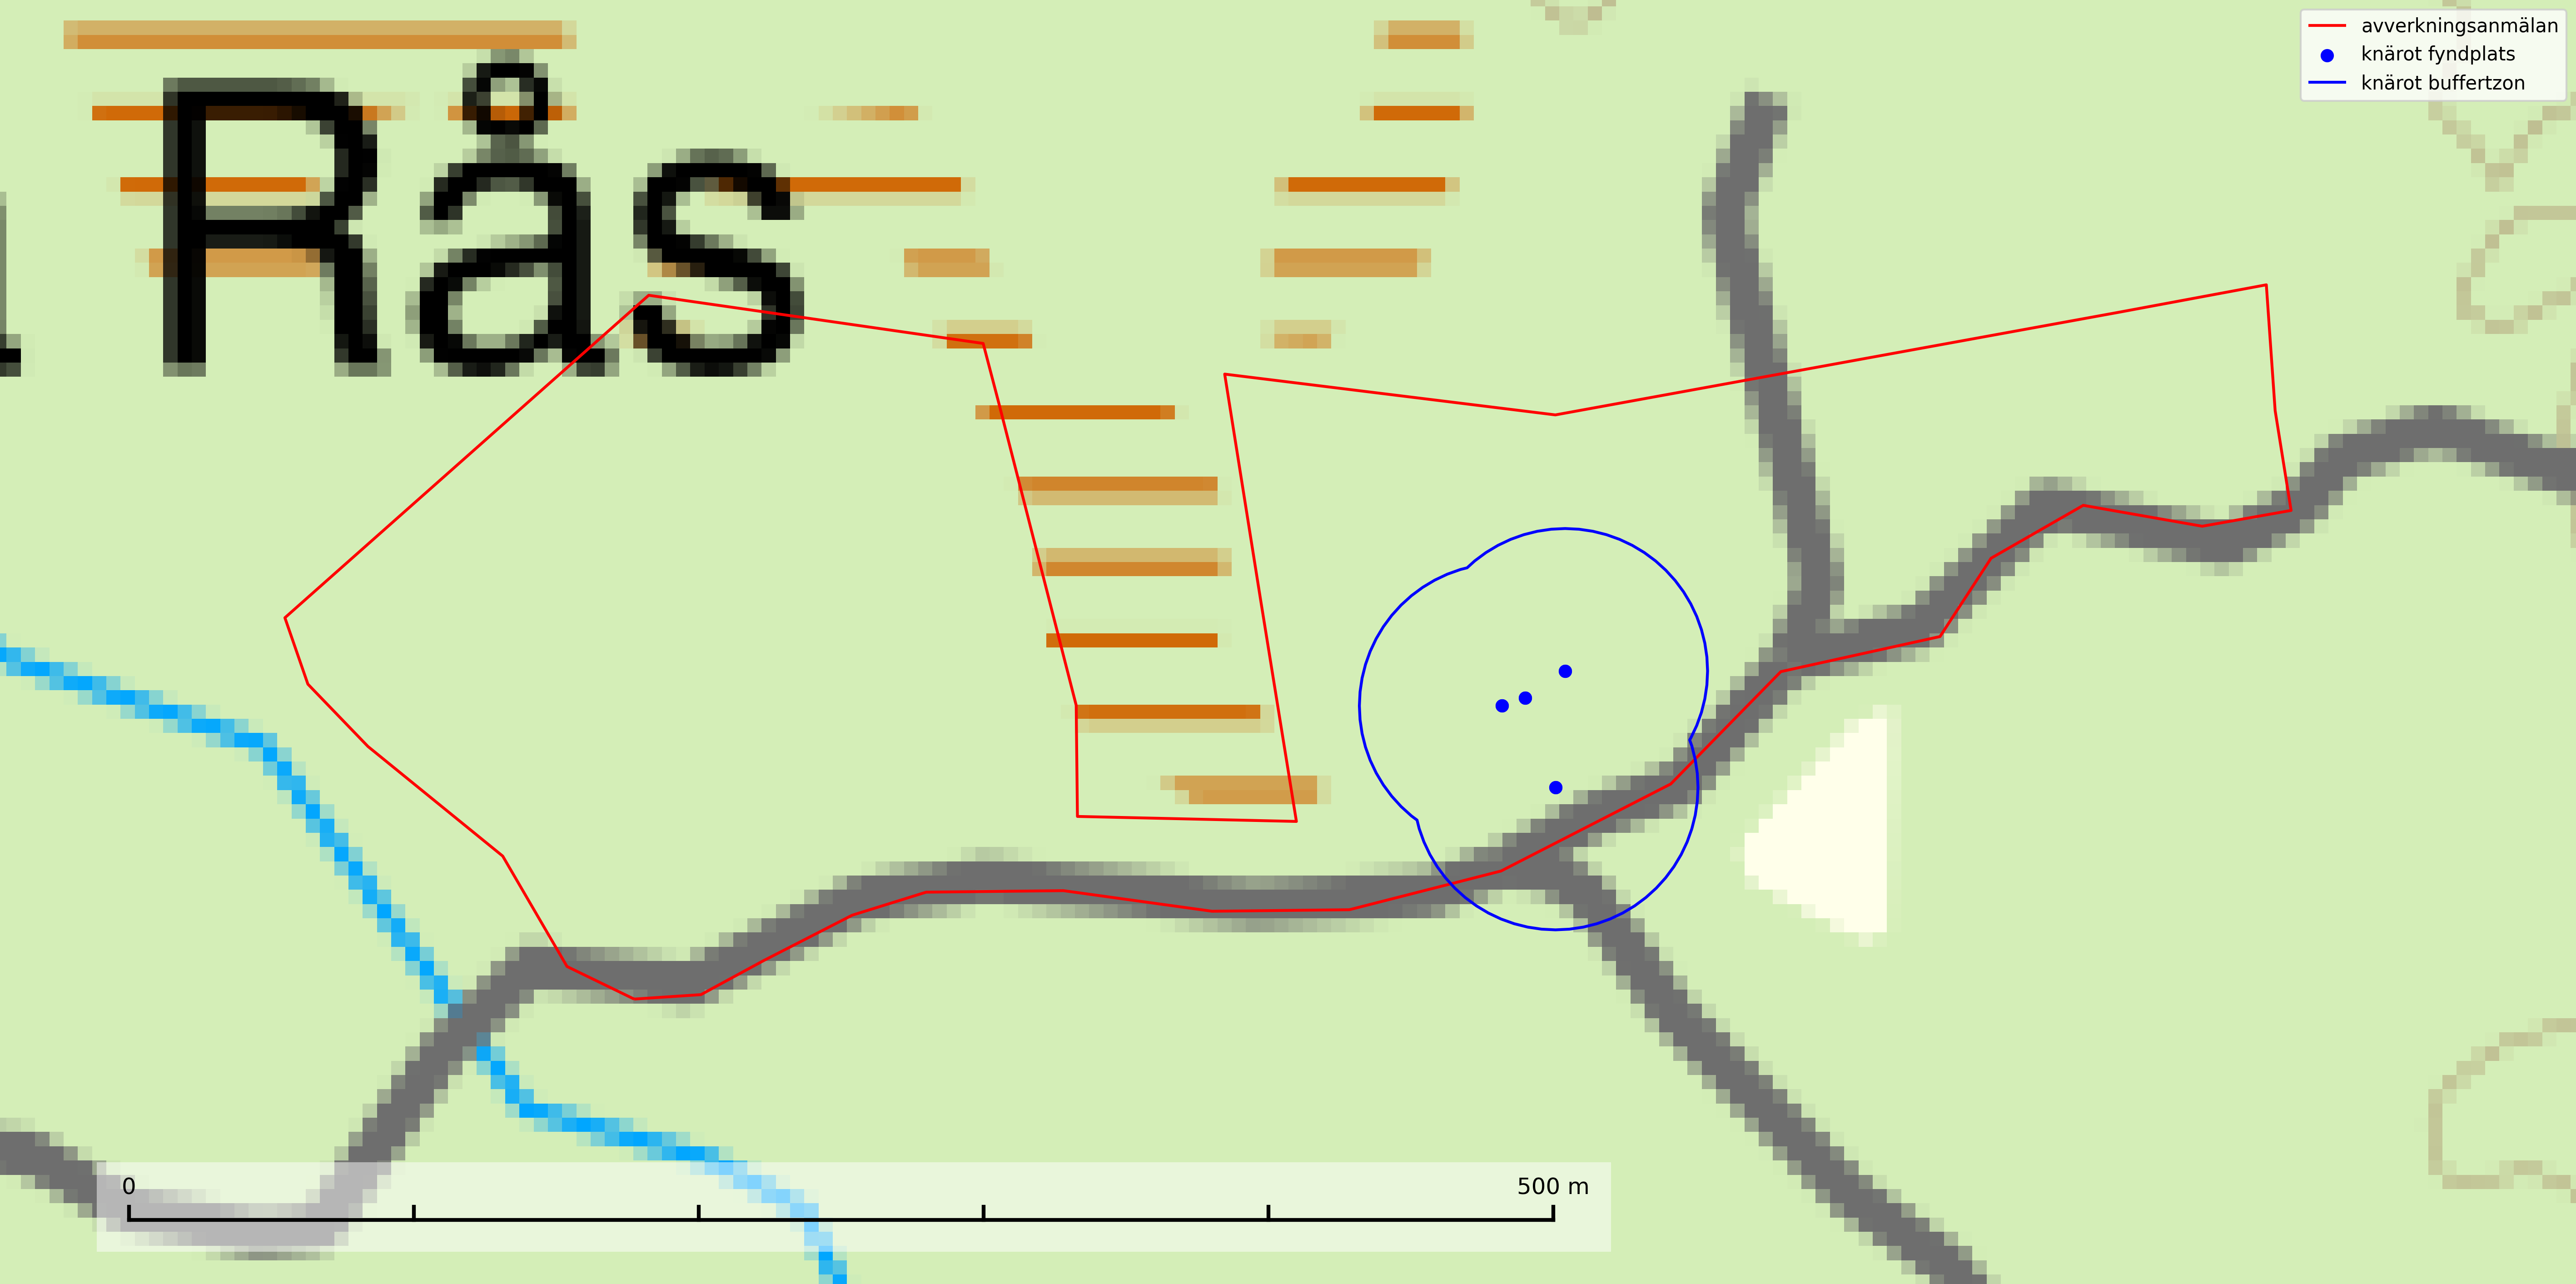 avverkningsanmälan
knärot fyndplats
knärot buffertzon
Rås
0 500 m